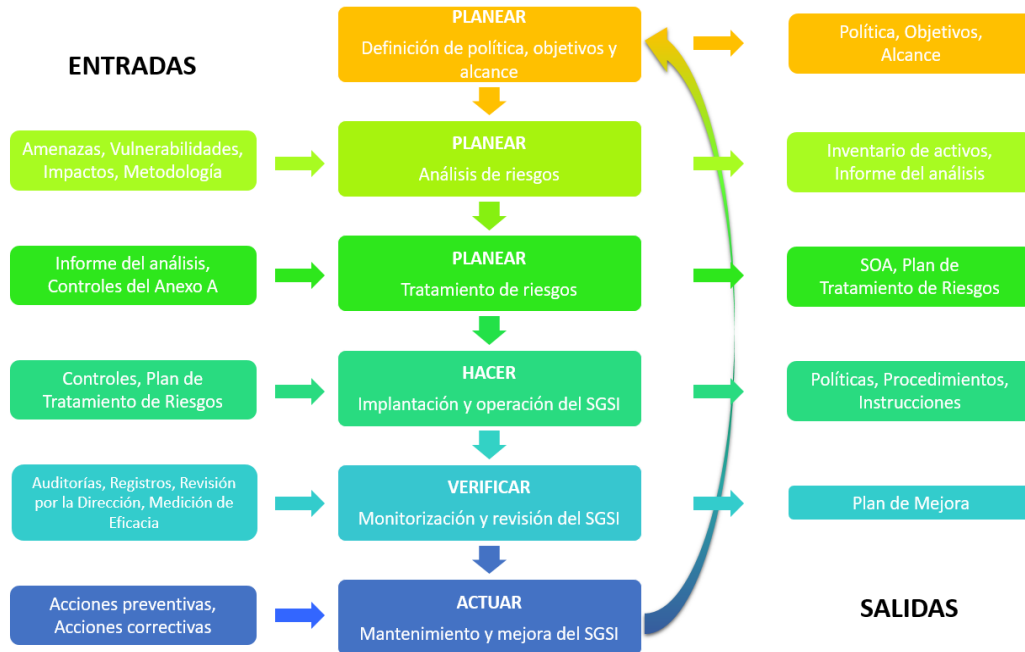 PLANEAR
Definición de política, objetivos y
alcance
Política, Objetivos,
Alcance
ENTRADAS
Amenazas, Vulnerabilidades,
Impactos, Metodología
PLANEAR
Análisis de riesgos
Inventario de activos,
Informe del análisis
Informe del análisis,
Controles del Anexo A
PLANEAR
Tratamiento de riesgos
SOA, Plan de
Tratamiento de Riesgos
Controles, Plan de
Tratamiento de Riesgos
HACER
Implantación y operación del SGSI
Políticas, Procedimientos,
Instrucciones
Auditorías, Registros, Revisión
por la Dirección, Medición de
Eficacia
VERIFICAR
Monitorización y revisión del SGSI
Plan de Mejora
Acciones preventivas,
Acciones correctivas
ACTUAR
Mantenimiento y mejora del SGSI
SALIDAS